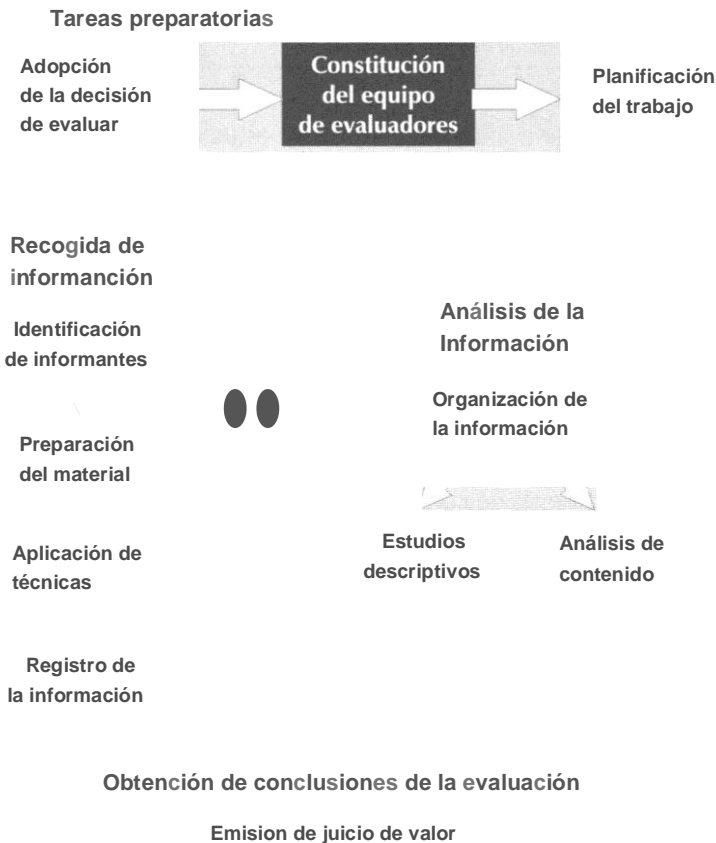 Tareas preparatorias
Adopción
de la decisión
de evaluar
Constitución
del equipo
de evaluadores
Planificación
del trabajo
Recogida de
informanción
Identificación
de informantes
Preparación
del material
Aplicación de
técnicas
Registro de
la información
Análisis de la
Información
Organización de
la información
Estudios
descriptivos
Análisis de
contenido
Obtención de conclusiones de la evaluación
Emision de juicio de valor